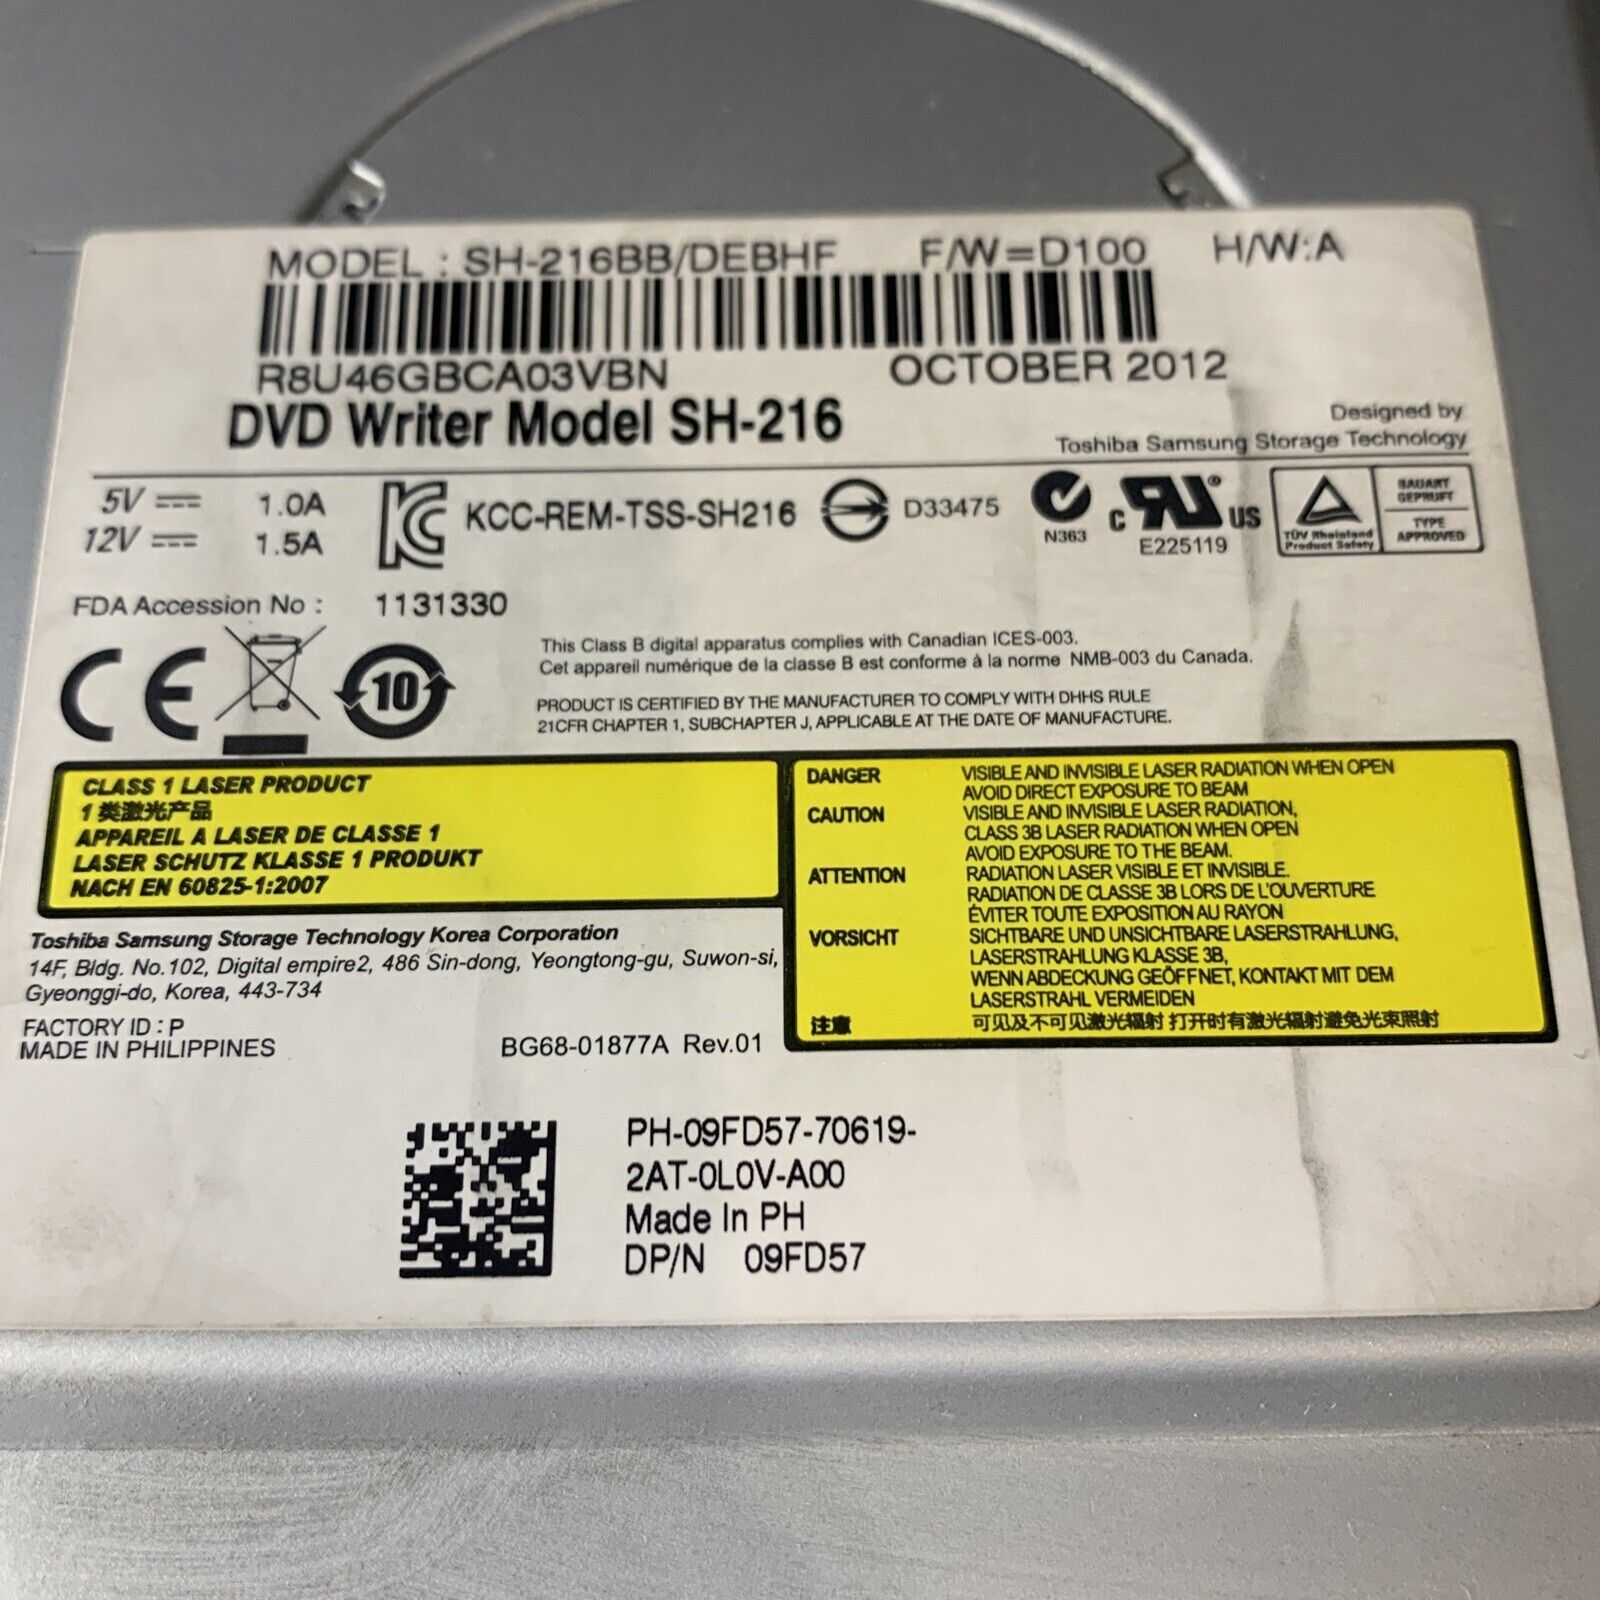 MODEL : SH-216BB/DEBHF F/W=D100 H/W:A
R8U46GBCA03VBN OCTOBER 2012
DVD Writer Model SH-216
Designed by
Toshiba Samsung Storage Technology
5V 1.0A
12V 1.5A
KCC-REM-TSS-SH216
D33475
N363
c RU US
E225119
TÜV Rheinland
Product Safety
BAUART
GEPRÜFT
TYPE
APPROVED
FDA Accession No : 1131330
CE
10
This Class B digital apparatus complies with Canadian ICES-003.
Cet appareil numérique de la classe B est conforme à la norme NMB-003 du Canada.
PRODUCT IS CERTIFIED BY THE MANUFACTURER TO COMPLY WITH DHHS RULE
21CFR CHAPTER 1, SUBCHAPTER J, APPLICABLE AT THE DATE OF MANUFACTURE.
CLASS 1 LASER PRODUCT
1 类激光产品
APPAREIL A LASER DE CLASSE 1
LASER SCHUTZ KLASSE 1 PRODUKT
NACH EN 60825-1:2007
DANGER VISIBLE AND INVISIBLE LASER RADIATION WHEN OPEN
AVOID DIRECT EXPOSURE TO BEAM
CAUTION VISIBLE AND INVISIBLE LASER RADIATION,
CLASS 3B LASER RADIATION WHEN OPEN
AVOID EXPOSURE TO THE BEAM.
ATTENTION RADIATION LASER VISIBLE ET INVISIBLE.
RADIATION DE CLASSE 3B LORS DE L'OUVERTURE
ÉVITER TOUTE EXPOSITION AU RAYON
VORSICHT SICHTBARE UND UNSICHTBARE LASERSTRAHLUNG,
LASERSTRAHLUNG KLASSE 3B,
WENN ABDECKUNG GEÖFFNET, KONTAKT MIT DEM
LASERSTRAHL VERMEIDEN
注意 可见及不可见激光辐射 打开时有激光辐射避免光束照射
Toshiba Samsung Storage Technology Korea Corporation
14F, Bldg. No.102, Digital empire2, 486 Sin-dong, Yeongtong-gu, Suwon-si,
Gyeonggi-do, Korea, 443-734
FACTORY ID : P
MADE IN PHILIPPINES BG68-01877A Rev.01
PH-09FD57-70619-
2AT-0L0V-A00
Made In PH
DP/N 09FD57